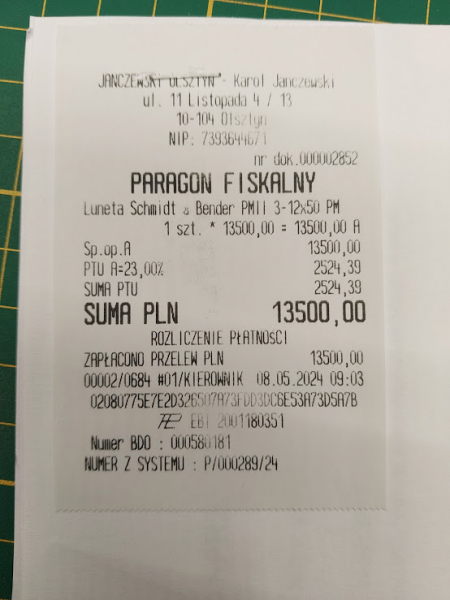 JANCZEWSKI OLSZTYN"- Karol Janczewski
ul. 11 Listopada 4 / 13
10-104 Olsztyn
NIP: 7393644671
nr dok.000002852
PARAGON FISKALNY
Luneta Schmidt & Bender PMII 3-12x50 PM
1 szt. * 13500,00 = 13500,00 A
Sp.op.A 13500,00
PTU A=23,00% 2524,39
SUMA PTU 2524,39
SUMA PLN 13500,00
ROZLICZENIE PŁATNOŚCI
ZAPŁACONO PRZELEW PLN 13500,00
00002/0684 #01/KIEROWNIK 08.05.2024 09:03
EBI 2001180351
Numer BDO : 000580181
NUMER Z SYSTEMU : P/000289/24